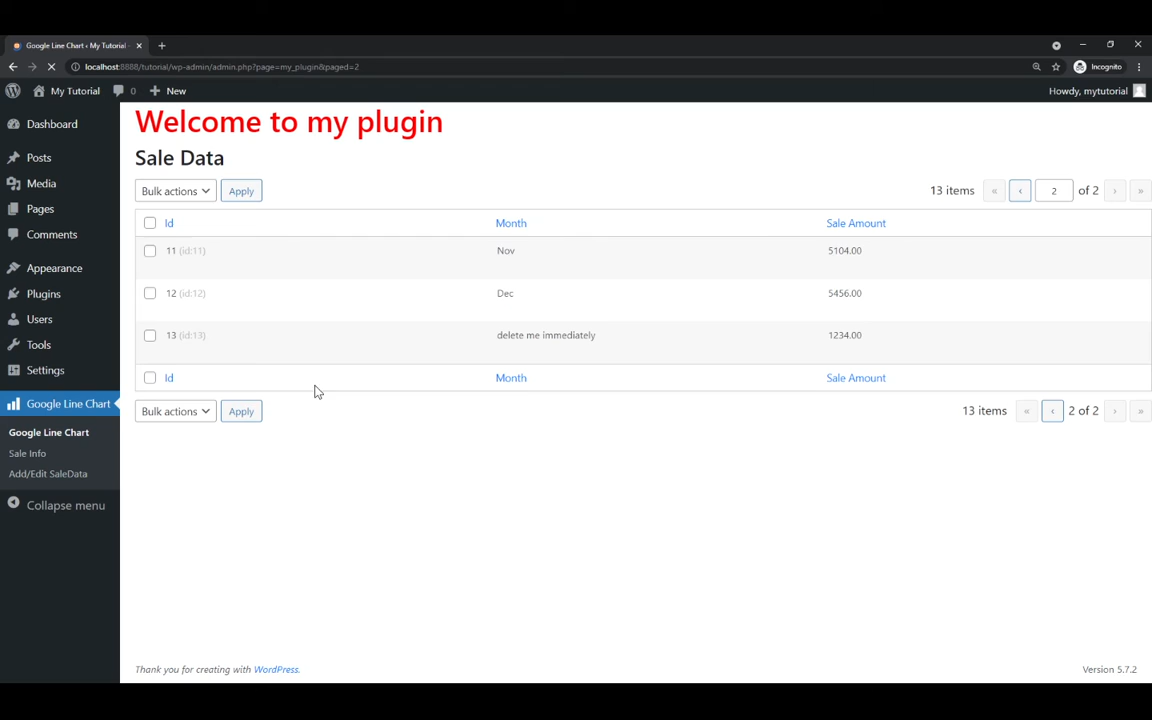 Google Line Chart ‹ My Tutorial -
localhost:8888/tutorial/wp-admin/admin.php?page=my_plugin&paged=2
Incognito
My Tutorial 0 New
Howdy, mytutorial
Dashboard
Posts
Media
Pages
Comments
Appearance
Plugins
Users
Tools
Settings
Google Line Chart
Google Line Chart
Sale Info
Add/Edit SaleData
Collapse menu
Welcome to my plugin
Sale Data
Bulk actions Apply
13 items « ‹ 2 of 2 › »
Id Month Sale Amount
11 (id:11) Nov 5104.00
12 (id:12) Dec 5456.00
13 (id:13) delete me immediately 1234.00
Id Month Sale Amount
Bulk actions Apply
13 items « ‹ 2 of 2 › »
Thank you for creating with WordPress.
Version 5.7.2